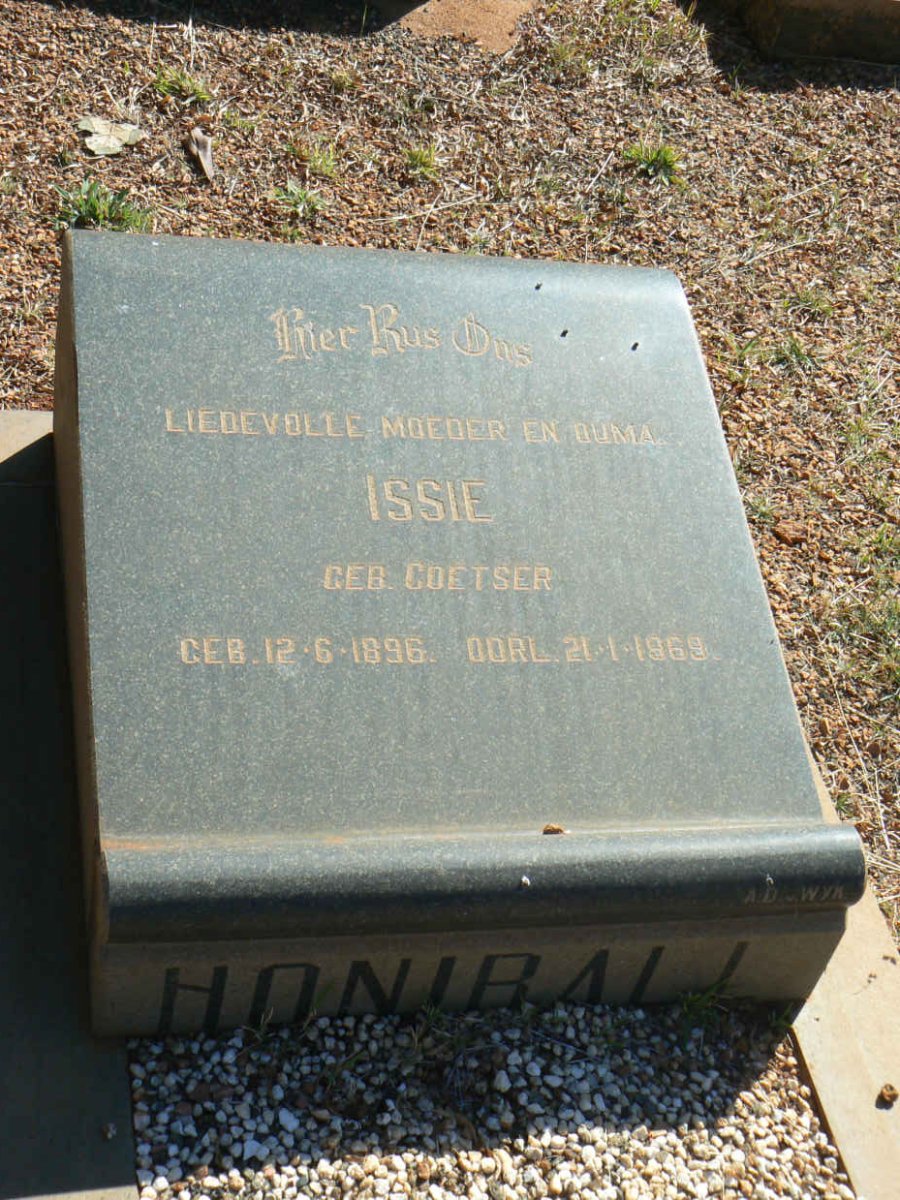 Hier Rus Ons
LIEDEVOLLE MOEDER EN OUMA.
ISSIE
GEB. COETSER
GEB. 12·6·1896. OORL. 21·1·1969.
WYK
HONIBALL